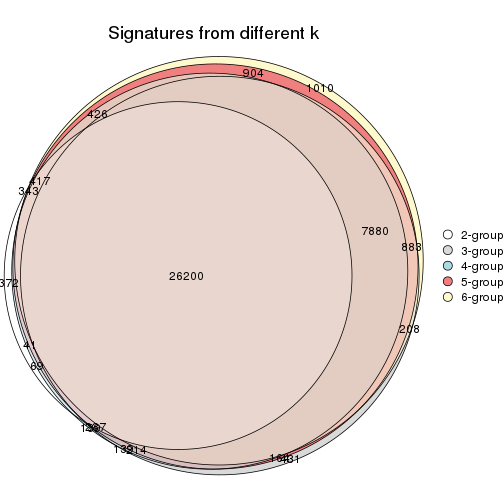 Signatures from different k
904
1010
426
417
343
7880
883
26200
372
208
41
69
214
2-group
3-group
4-group
5-group
6-group